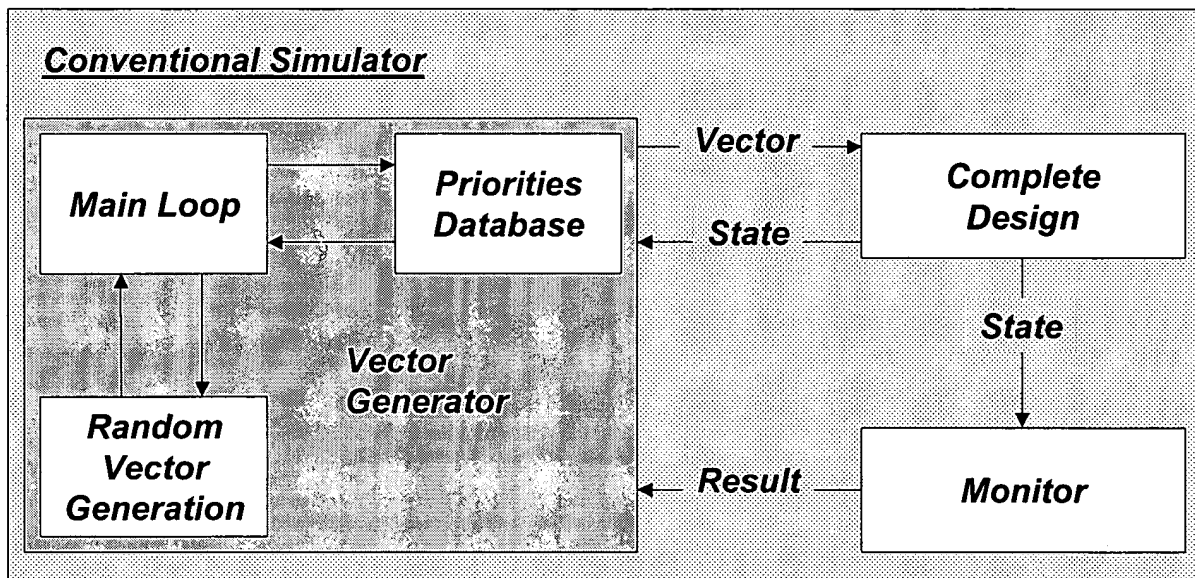 Conventional Simulator
Main Loop
Priorities
Database
Vector
State
Complete
Design
State
Vector
Generator
Random
Vector
Generation
Result
Monitor